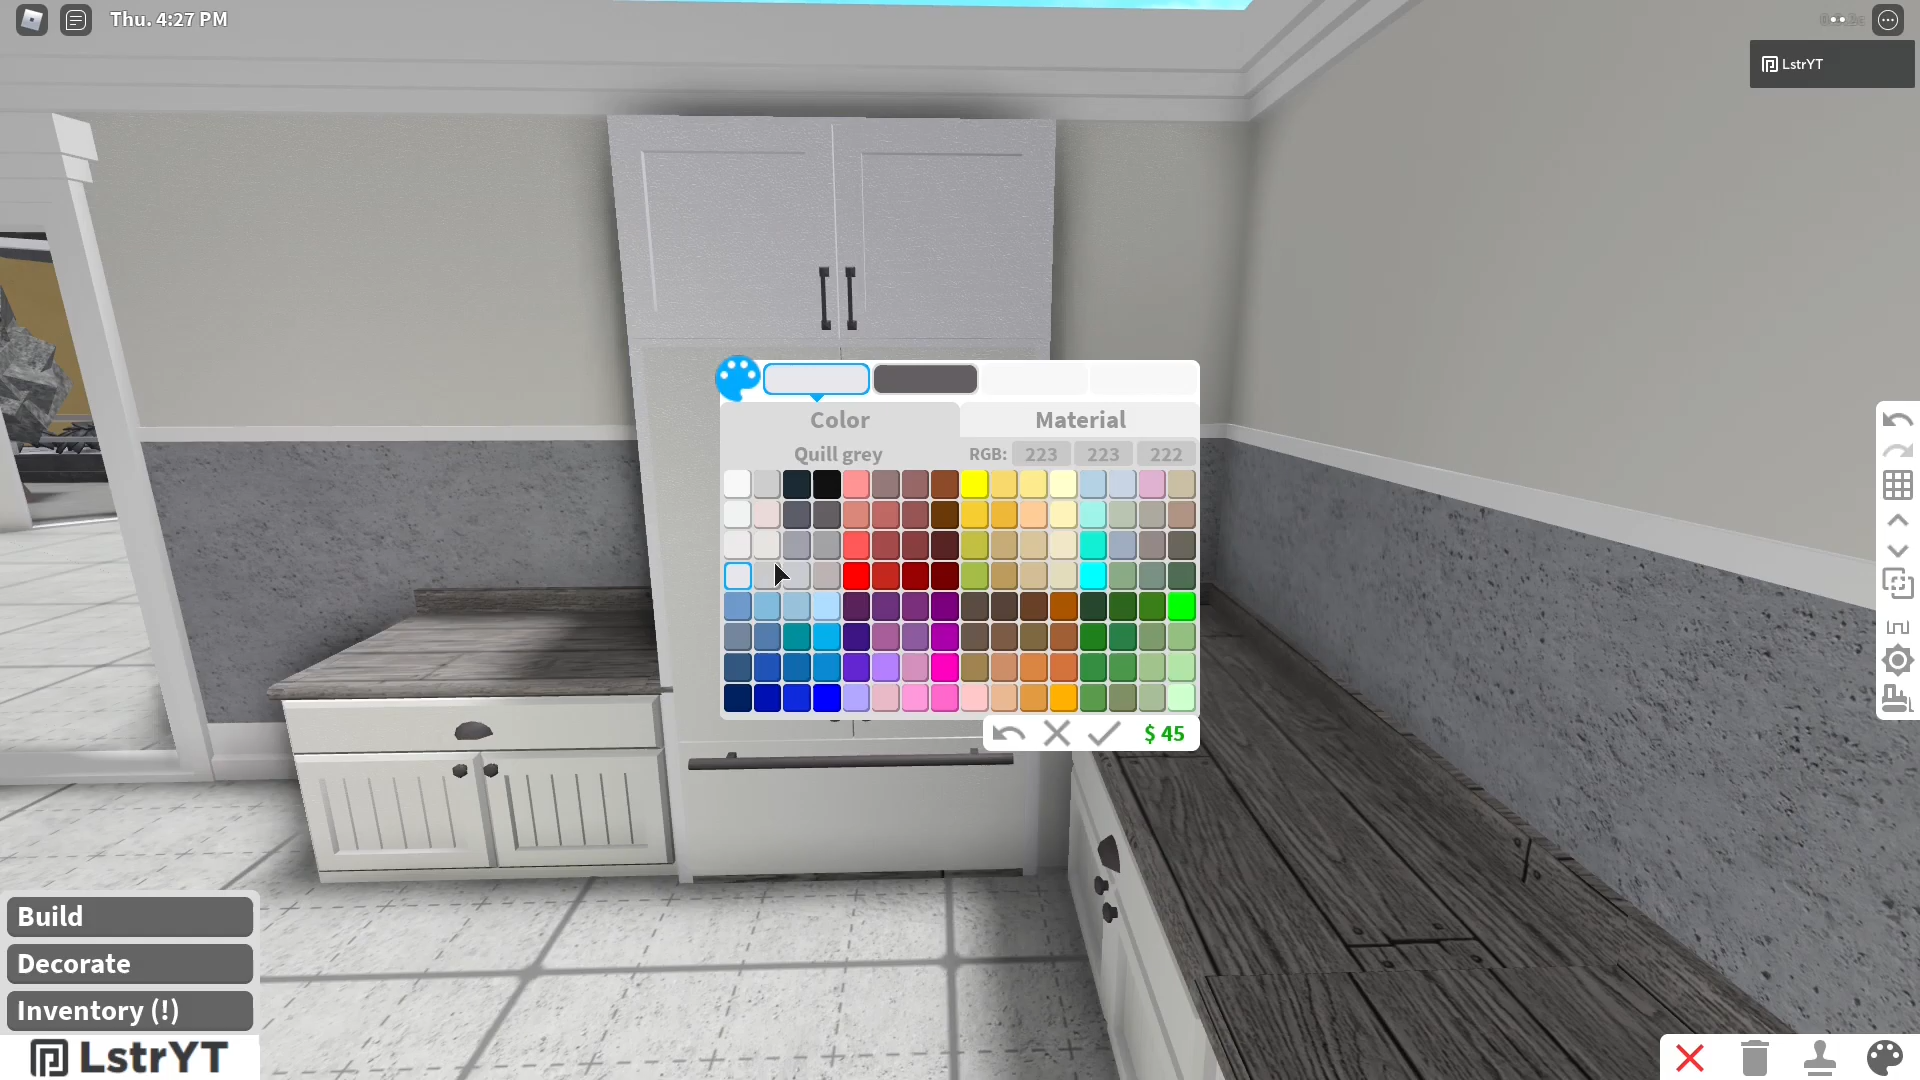 Thu. 4:27 PM
LstrYT
Color
Material
Quill grey
RGB: 223 223 222
$ 45
Build
Decorate
Inventory (!)
LstrYT